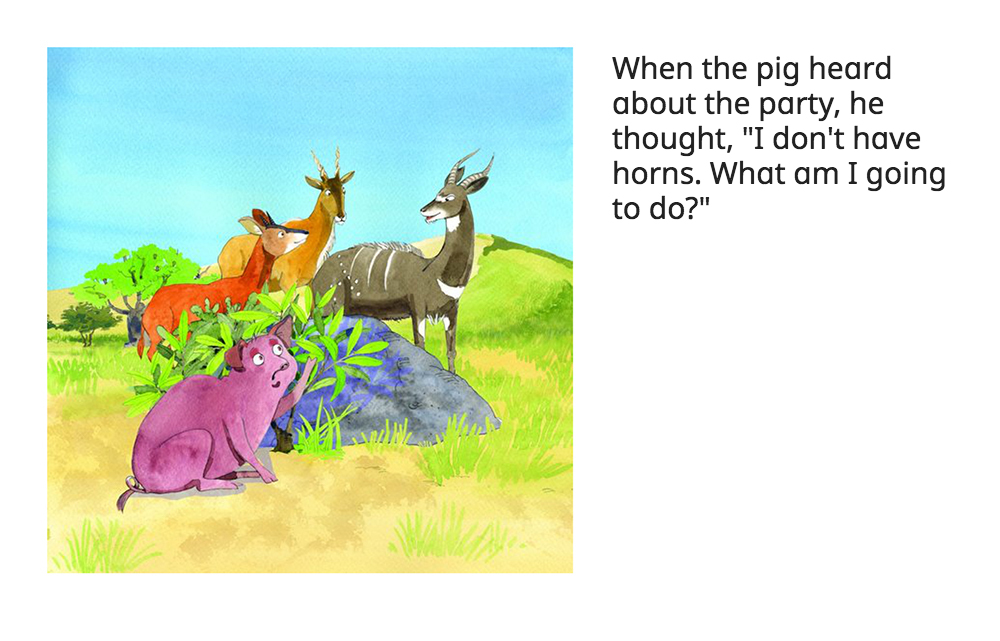 When the pig heard
about the party, he
thought, "I don't have
horns. What am I going
to do?"